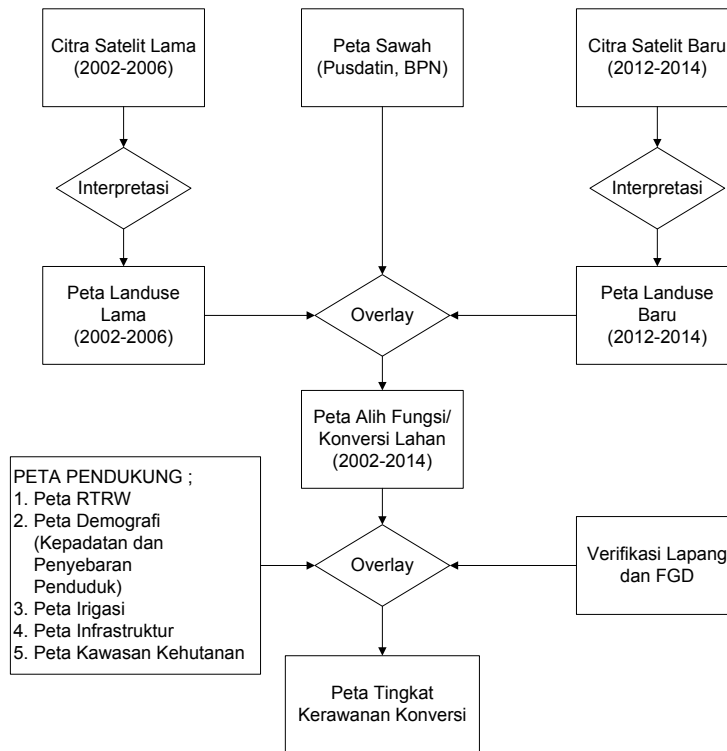 Citra Satelit Lama
(2002-2006)
Peta Sawah
(Pusdatin, BPN)
Citra Satelit Baru
(2012-2014)
Interpretasi
Interpretasi
Peta Landuse
Lama
(2002-2006)
Overlay
Peta Landuse
Baru
(2012-2014)
Peta Alih Fungsi/
Konversi Lahan
(2002-2014)
PETA PENDUKUNG ;
1. Peta RTRW
2. Peta Demografi
(Kepadatan dan
Penyebaran
Penduduk)
3. Peta Irigasi
4. Peta Infrastruktur
5. Peta Kawasan Kehutanan
Overlay
Verifikasi Lapang
dan FGD
Peta Tingkat
Kerawanan Konversi